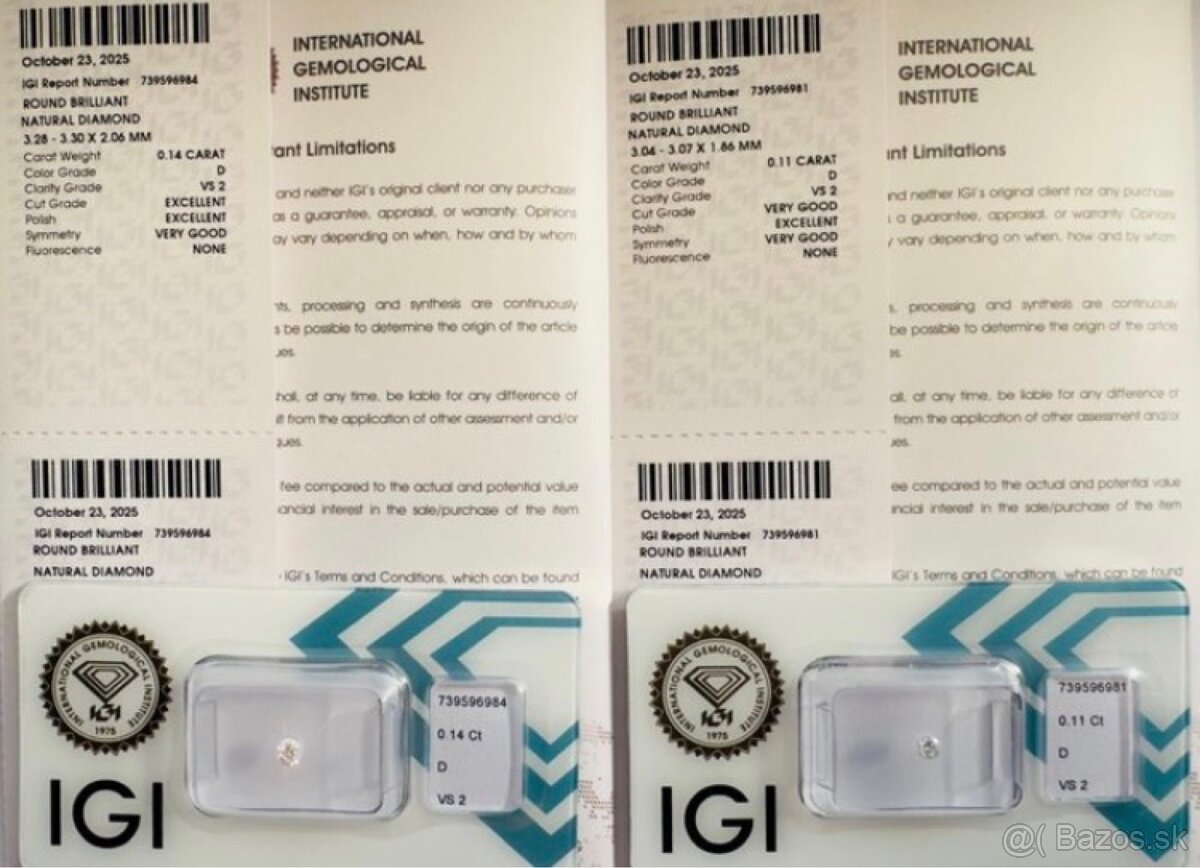 October 23, 2025
IGI Report Number 739596984
ROUND BRILLIANT
NATURAL DIAMOND
3.28 - 3.30 X 2.06 MM
Carat Weight 0.14 CARAT
Color Grade D
Clarity Grade VS 2
Cut Grade EXCELLENT
Polish EXCELLENT
Symmetry VERY GOOD
Fluorescence NONE
INTERNATIONAL
GEMOLOGICAL
INSTITUTE
ant Limitations
and neither IGI's original client nor any purchaser
as a guarantee, appraisal, or warranty. Opinions
ay vary depending on when, how and by whom
nts, processing and synthesis are continuously
s be possible to determine the origin of the article
ues.
hall, at any time, be liable for any difference of
lt from the application of other assessment and/or
ques.
fee compared to the actual and potential value
ancial interest in the sale/purchase of the item
IGI's Terms and Conditions, which can be found
October 23, 2025
IGI Report Number 739596984
ROUND BRILLIANT
NATURAL DIAMOND
INTERNATIONAL GEMOLOGICAL INSTITUTE
IGI
1975
IGI
739596984
0.14 Ct
D
VS 2
October 23, 2025
IGI Report Number 739596981
ROUND BRILLIANT
NATURAL DIAMOND
3.04 - 3.07 X 1.86 MM
Carat Weight 0.11 CARAT
Color Grade D
Clarity Grade VS 2
Cut Grade VERY GOOD
Polish EXCELLENT
Symmetry VERY GOOD
Fluorescence NONE
INTERNATIONAL
GEMOLOGICAL
INSTITUTE
ant Limitations
nd neither IGI's original client nor any purchase
s a guarantee, appraisal, or warranty. Opinions
y vary depending on when, how and by whom
s, processing and synthesis are continuously
be possible to determine the origin of the article
es.
all, at any time, be liable for any difference of
from the application of other assessment and/or
ues.
ee compared to the actual and potential value
ncial interest in the sale/purchase of the item
IGI's Terms and Conditions, which can be found
October 23, 2025
IGI Report Number 739596981
ROUND BRILLIANT
NATURAL DIAMOND
INTERNATIONAL GEMOLOGICAL INSTITUTE
IGI
1975
IGI
739596981
0.11 Ct
D
VS 2
@( Bazos.sk